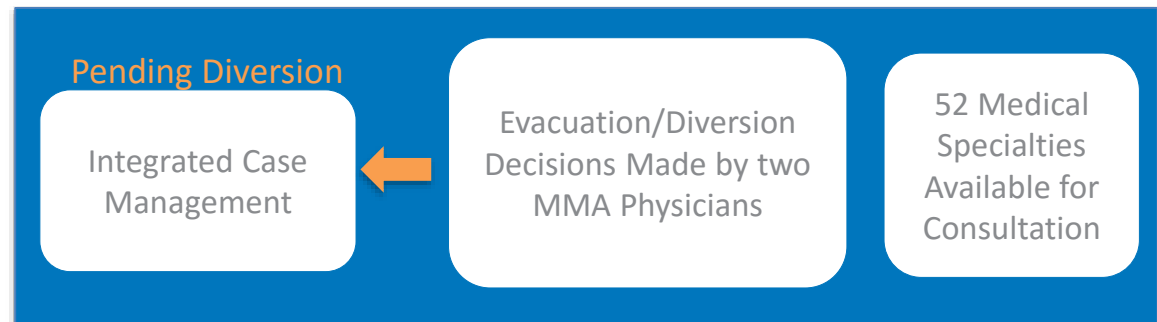 Pending Diversion
Integrated Case
Management
Evacuation/Diversion
Decisions Made by two
MMA Physicians
52 Medical
Specialties
Available for
Consultation